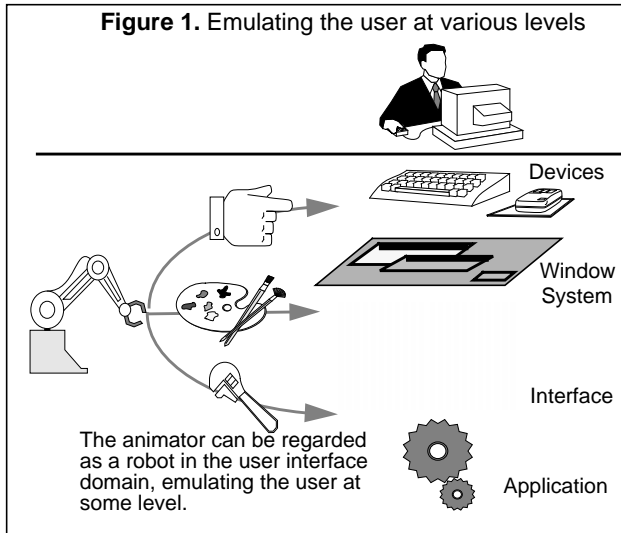 Figure 1. Emulating the user at various levels
Devices
Window
System
Interface
The animator can be regarded
as a robot in the user interface
domain, emulating the user at
some level.
Application